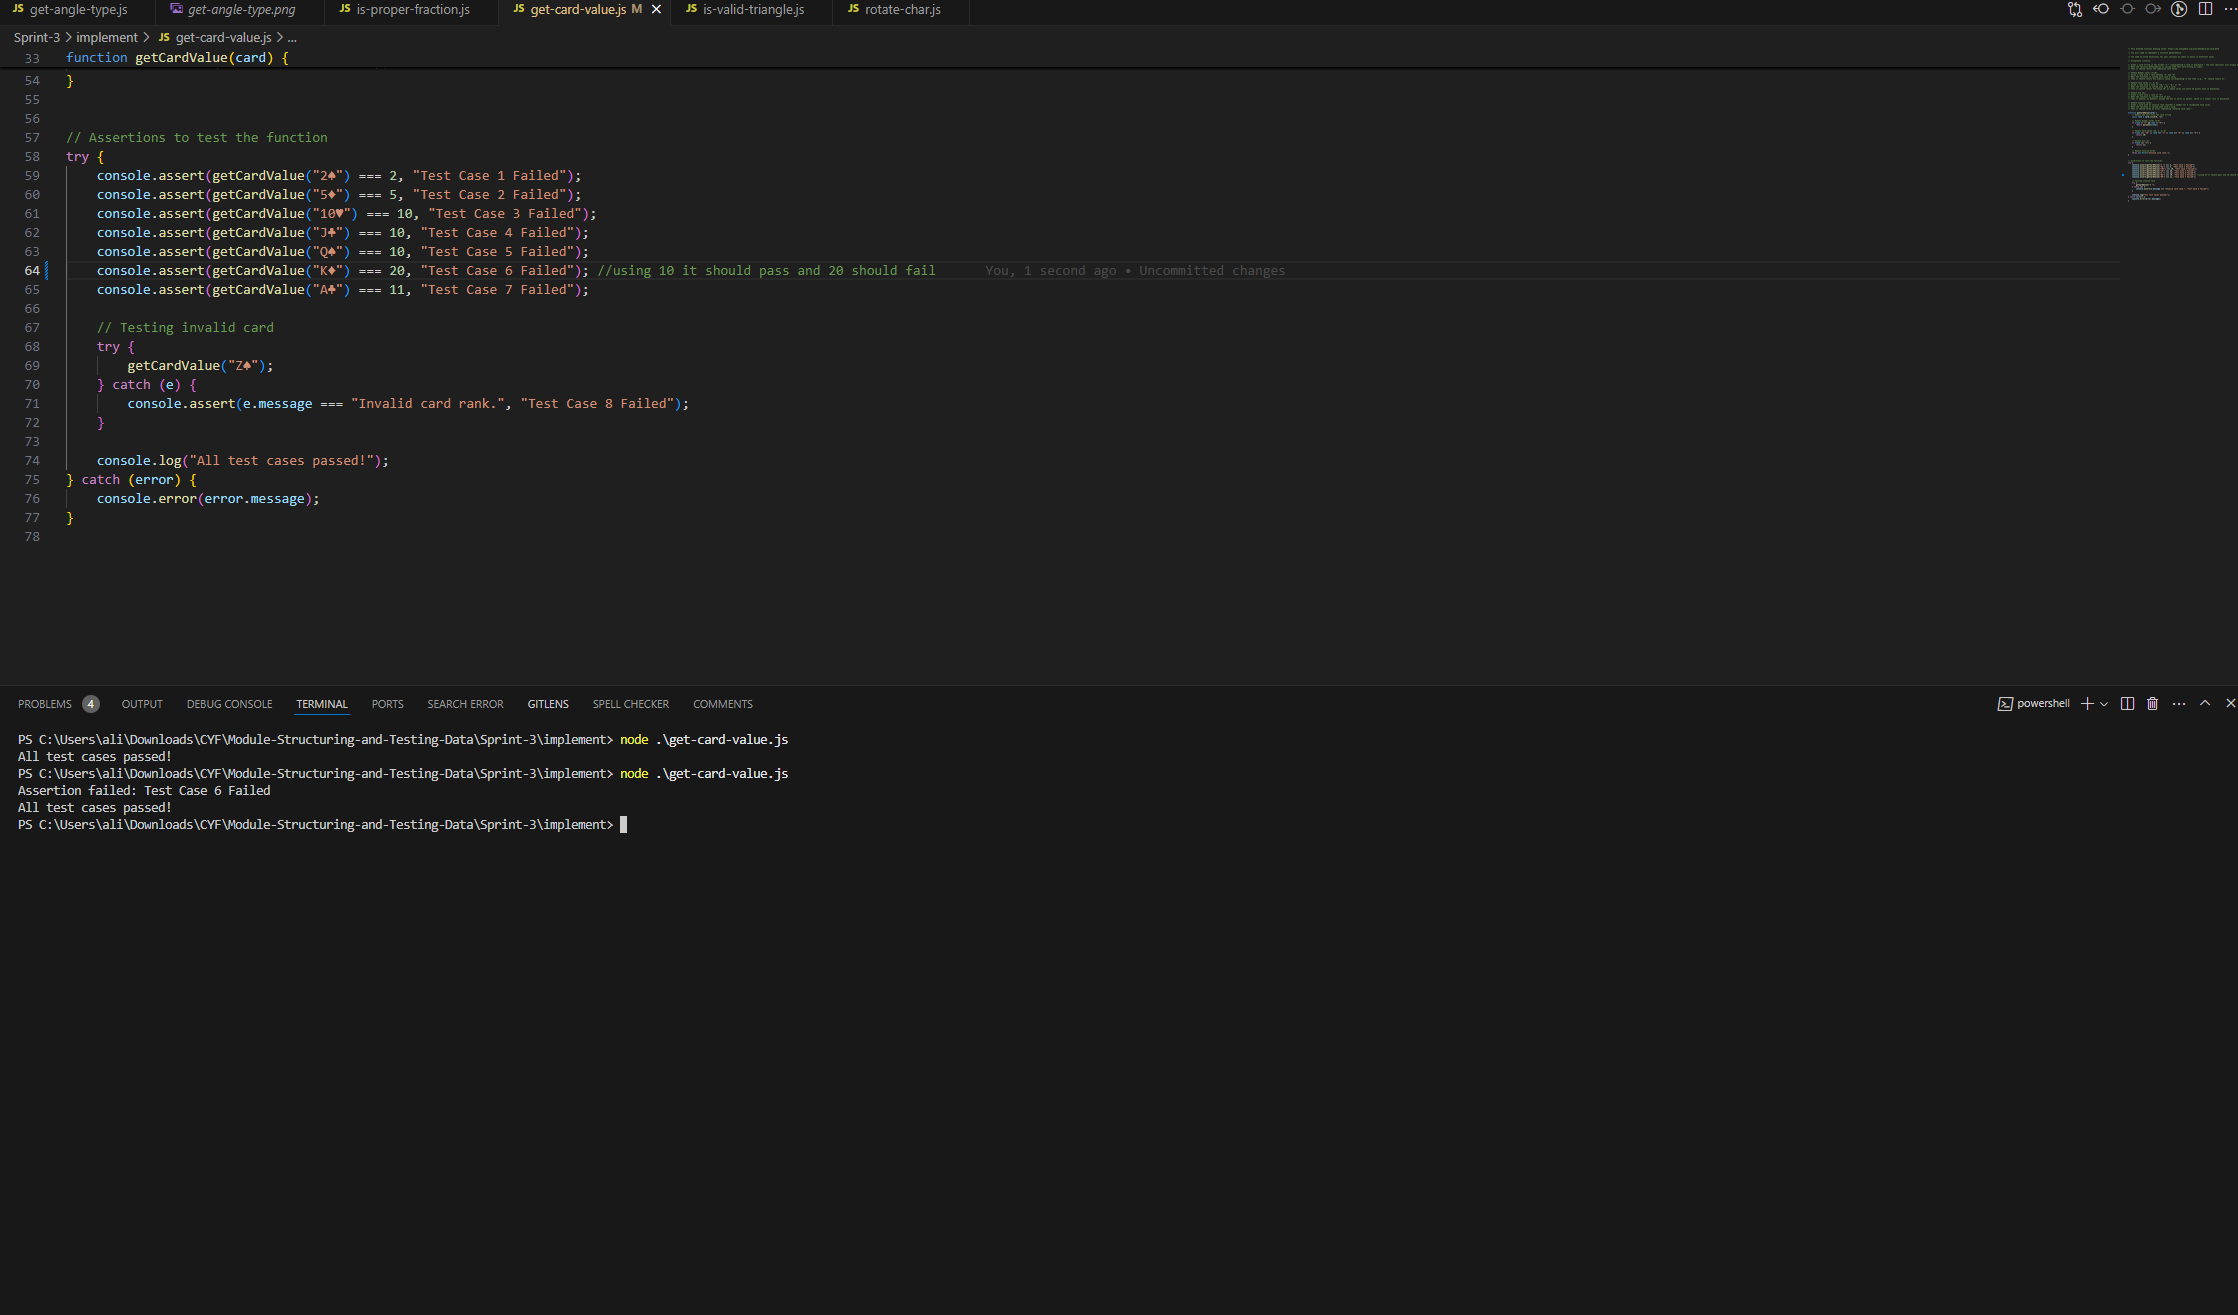 JS get-angle-type.js get-angle-type.png JS is-proper-fraction.js JS get-card-value.js M JS is-valid-triangle.js JS rotate-char.js
Sprint-3 > implement > JS get-card-value.js > ...
33 function getCardValue(card) {
54 }
55
56
57 // Assertions to test the function
58 try {
59 console.assert(getCardValue("2♠") === 2, "Test Case 1 Failed");
60 console.assert(getCardValue("5♦") === 5, "Test Case 2 Failed");
61 console.assert(getCardValue("10♥") === 10, "Test Case 3 Failed");
62 console.assert(getCardValue("J♣") === 10, "Test Case 4 Failed");
63 console.assert(getCardValue("Q♠") === 10, "Test Case 5 Failed");
64 console.assert(getCardValue("K♦") === 20, "Test Case 6 Failed"); //using 10 it should pass and 20 should fail You, 1 second ago • Uncommitted changes
65 console.assert(getCardValue("A♣") === 11, "Test Case 7 Failed");
66
67 // Testing invalid card
68 try {
69 getCardValue("Z♠");
70 } catch (e) {
71 console.assert(e.message === "Invalid card rank.", "Test Case 8 Failed");
72 }
73
74 console.log("All test cases passed!");
75 } catch (error) {
76 console.error(error.message);
77 }
78
PROBLEMS 4 OUTPUT DEBUG CONSOLE TERMINAL PORTS SEARCH ERROR GITLENS SPELL CHECKER COMMENTS powershell
PS C:\Users\ali\Downloads\CYF\Module-Structuring-and-Testing-Data\Sprint-3\implement> node .\get-card-value.js
All test cases passed!
PS C:\Users\ali\Downloads\CYF\Module-Structuring-and-Testing-Data\Sprint-3\implement> node .\get-card-value.js
Assertion failed: Test Case 6 Failed
All test cases passed!
PS C:\Users\ali\Downloads\CYF\Module-Structuring-and-Testing-Data\Sprint-3\implement>